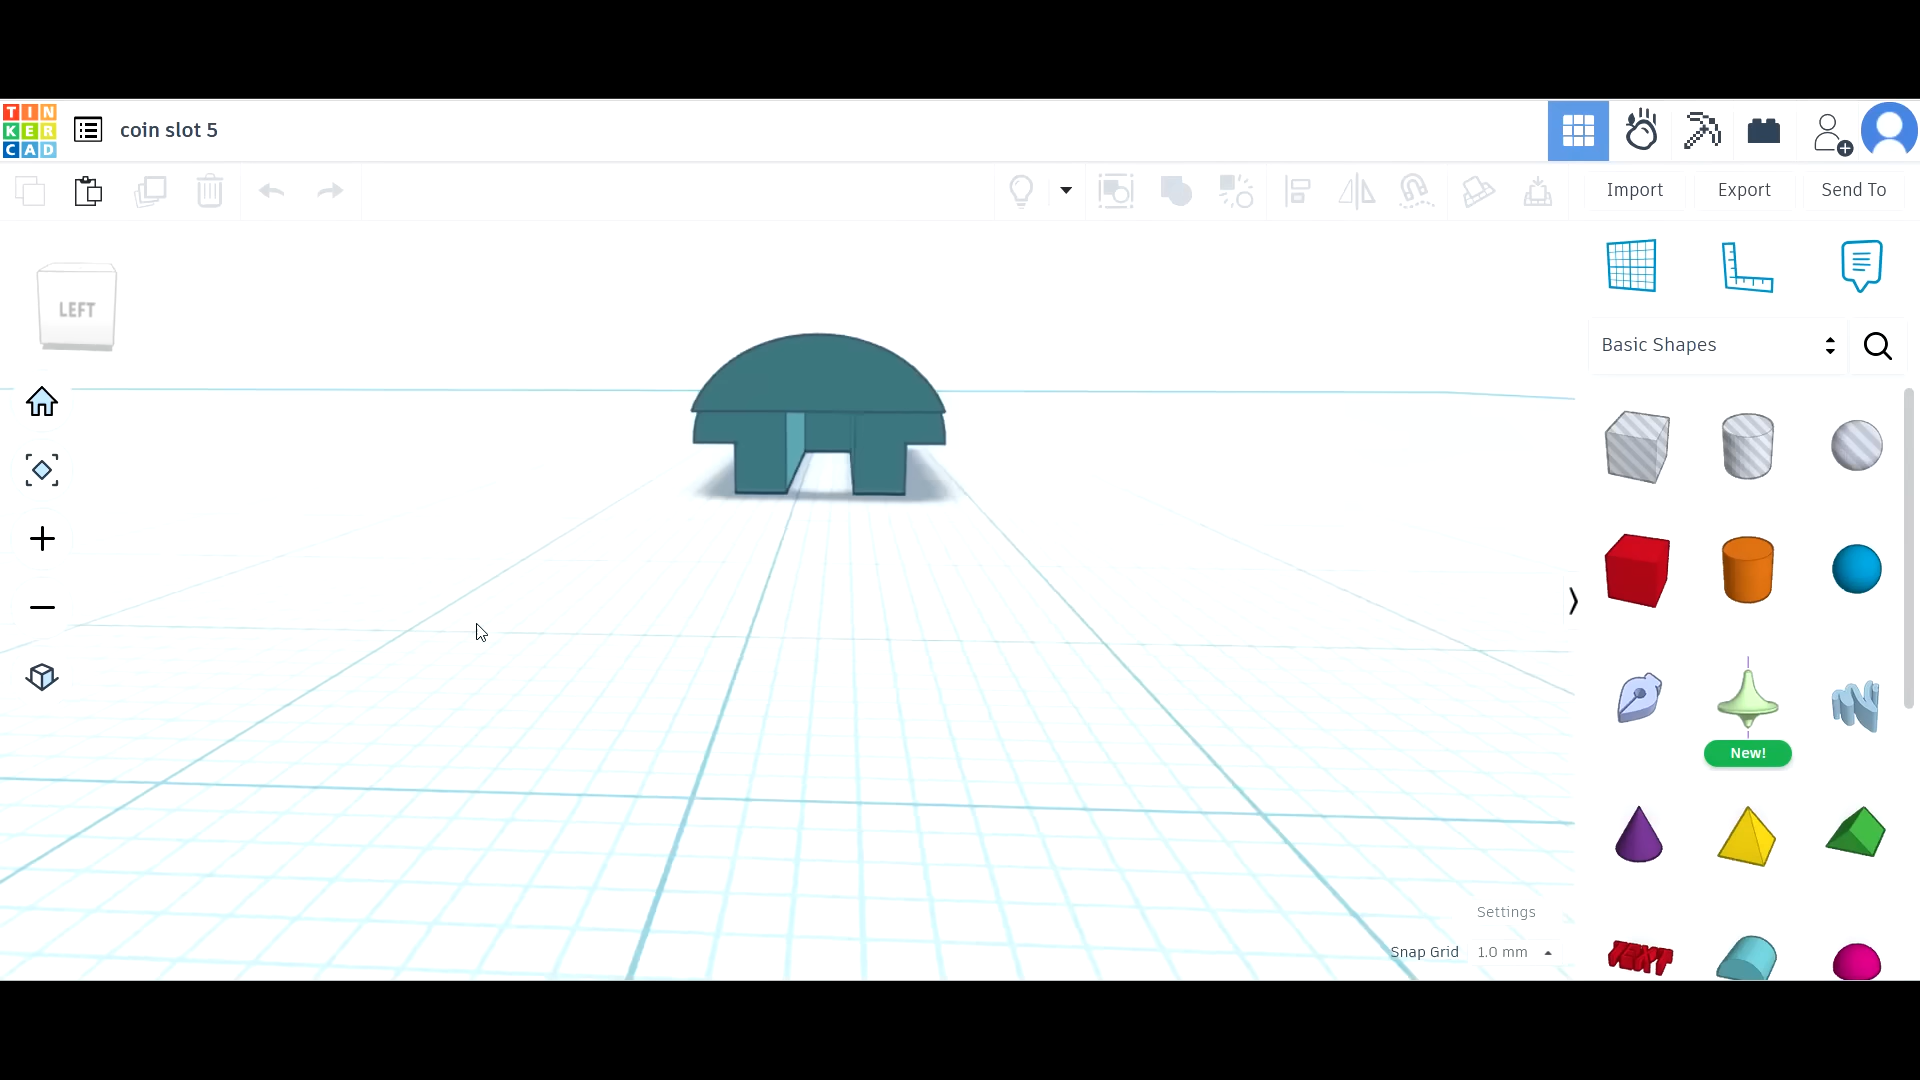 TIN
KER
CAD
coin slot 5
Import
Export
Send To
LEFT
Basic Shapes
New!
TEXT
Settings
Snap Grid 1.0 mm